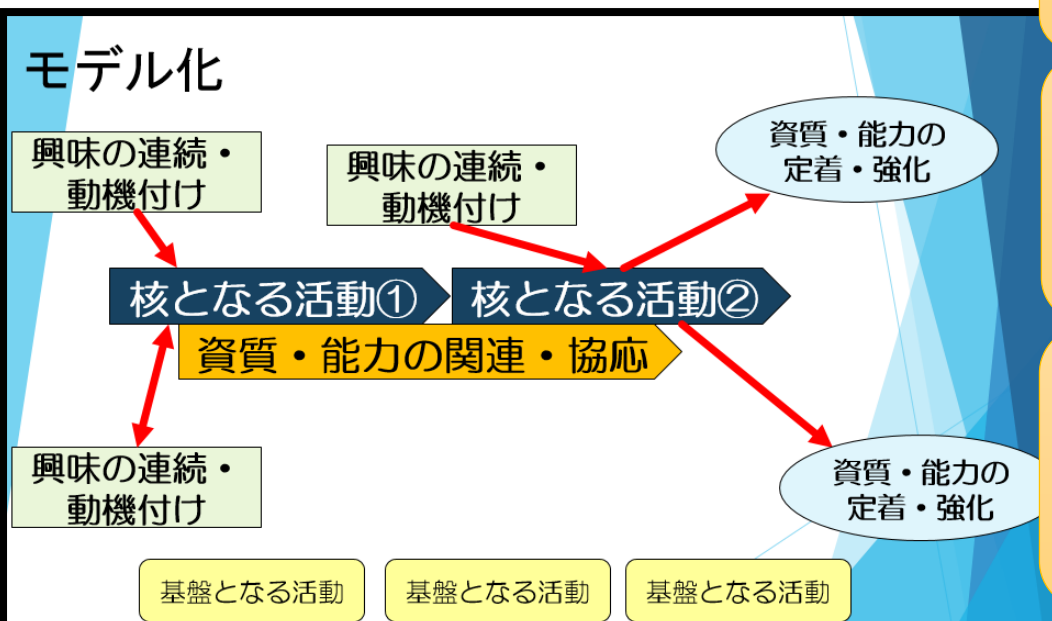 モデル化
興味の連続・
動機付け
興味の連続・
動機付け
資質・能力の
定着・強化
核となる活動①
核となる活動②
資質・能力の関連・協応
興味の連続・
動機付け
資質・能力の
定着・強化
基盤となる活動
基盤となる活動
基盤となる活動